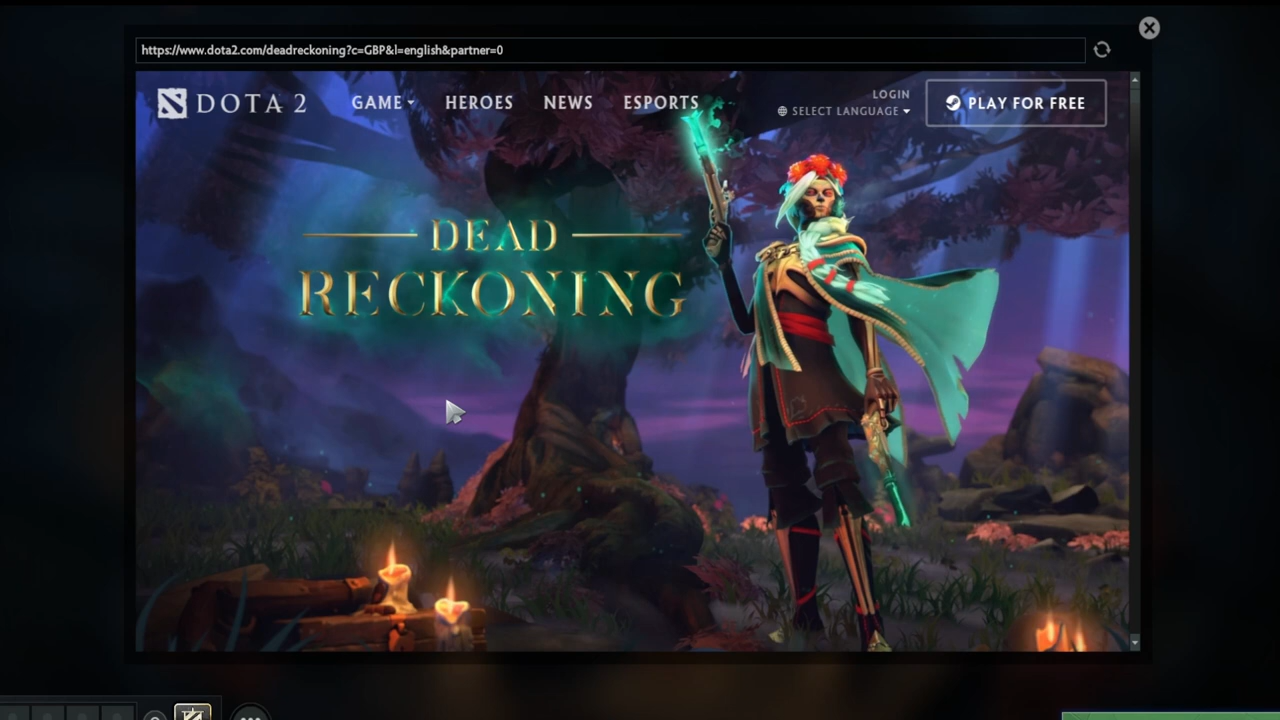 https://www.dota2.com/deadreckoning?c=GBP&l=english&partner=0
DOTA 2
GAME
HEROES
NEWS
ESPORTS
LOGIN
SELECT LANGUAGE
PLAY FOR FREE
DEAD
RECKONING